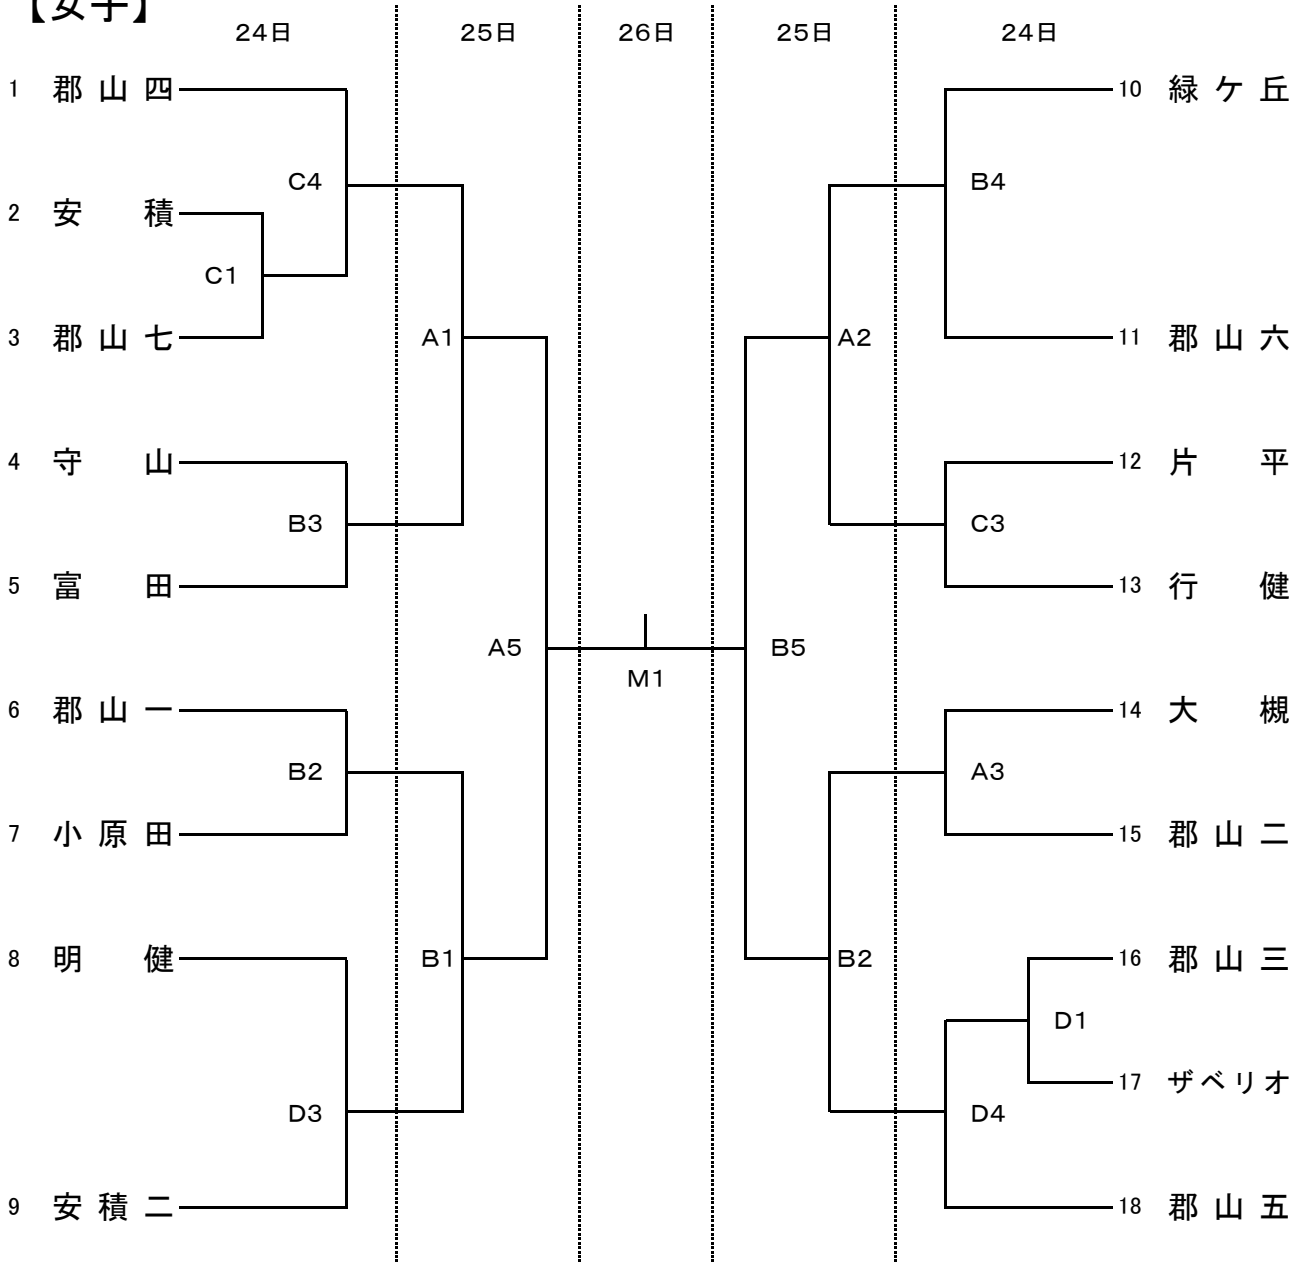 【女子】
24日 25日 26日 25日 24日
1 郡山四 10 緑ケ丘
C4 B4
2 安積
C1
3 郡山七 A1 A2 11 郡山六
4 守山 12 片平
B3 C3
5 富田 13 行健
A5 B5
M1
6 郡山一 14 大槻
B2 A3
7 小原田 15 郡山二
8 明健 B1 B2 16 郡山三
D1
17 ザベリオ
D3 D4
9 安積二 18 郡山五